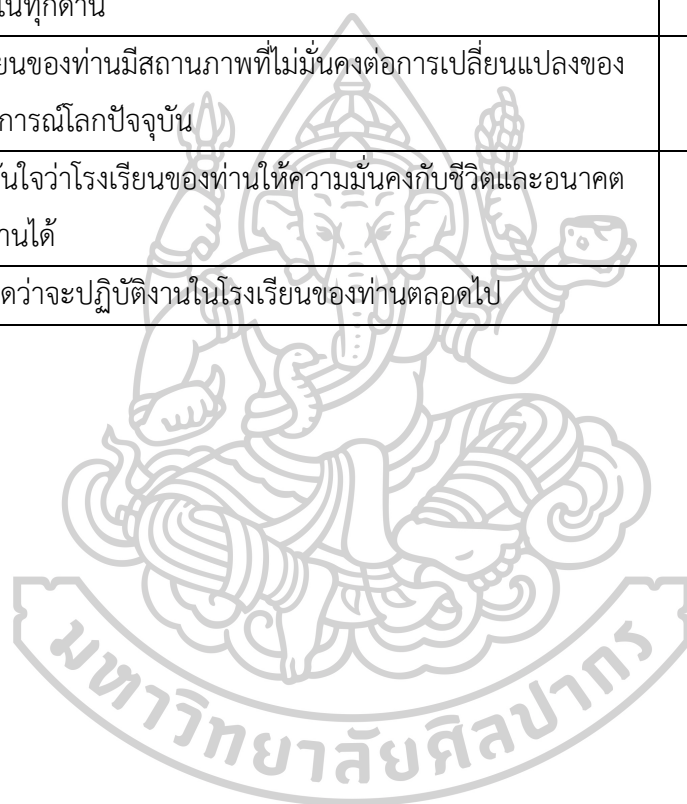 ในทุกด้าน
ยนของท่านมีสถานภาพที่ไม่มั่นคงต่อการเปลี่ยนแปลงของ
การณ์โลกปัจจุบัน
นใจว่าโรงเรียนของท่านให้ความมั่นคงกับชีวิตและอนาคต
านได้
ดว่าจะปฏิบัติงานในโรงเรียนของท่านตลอดไป
มหาวิทยาลัยศิลปากร